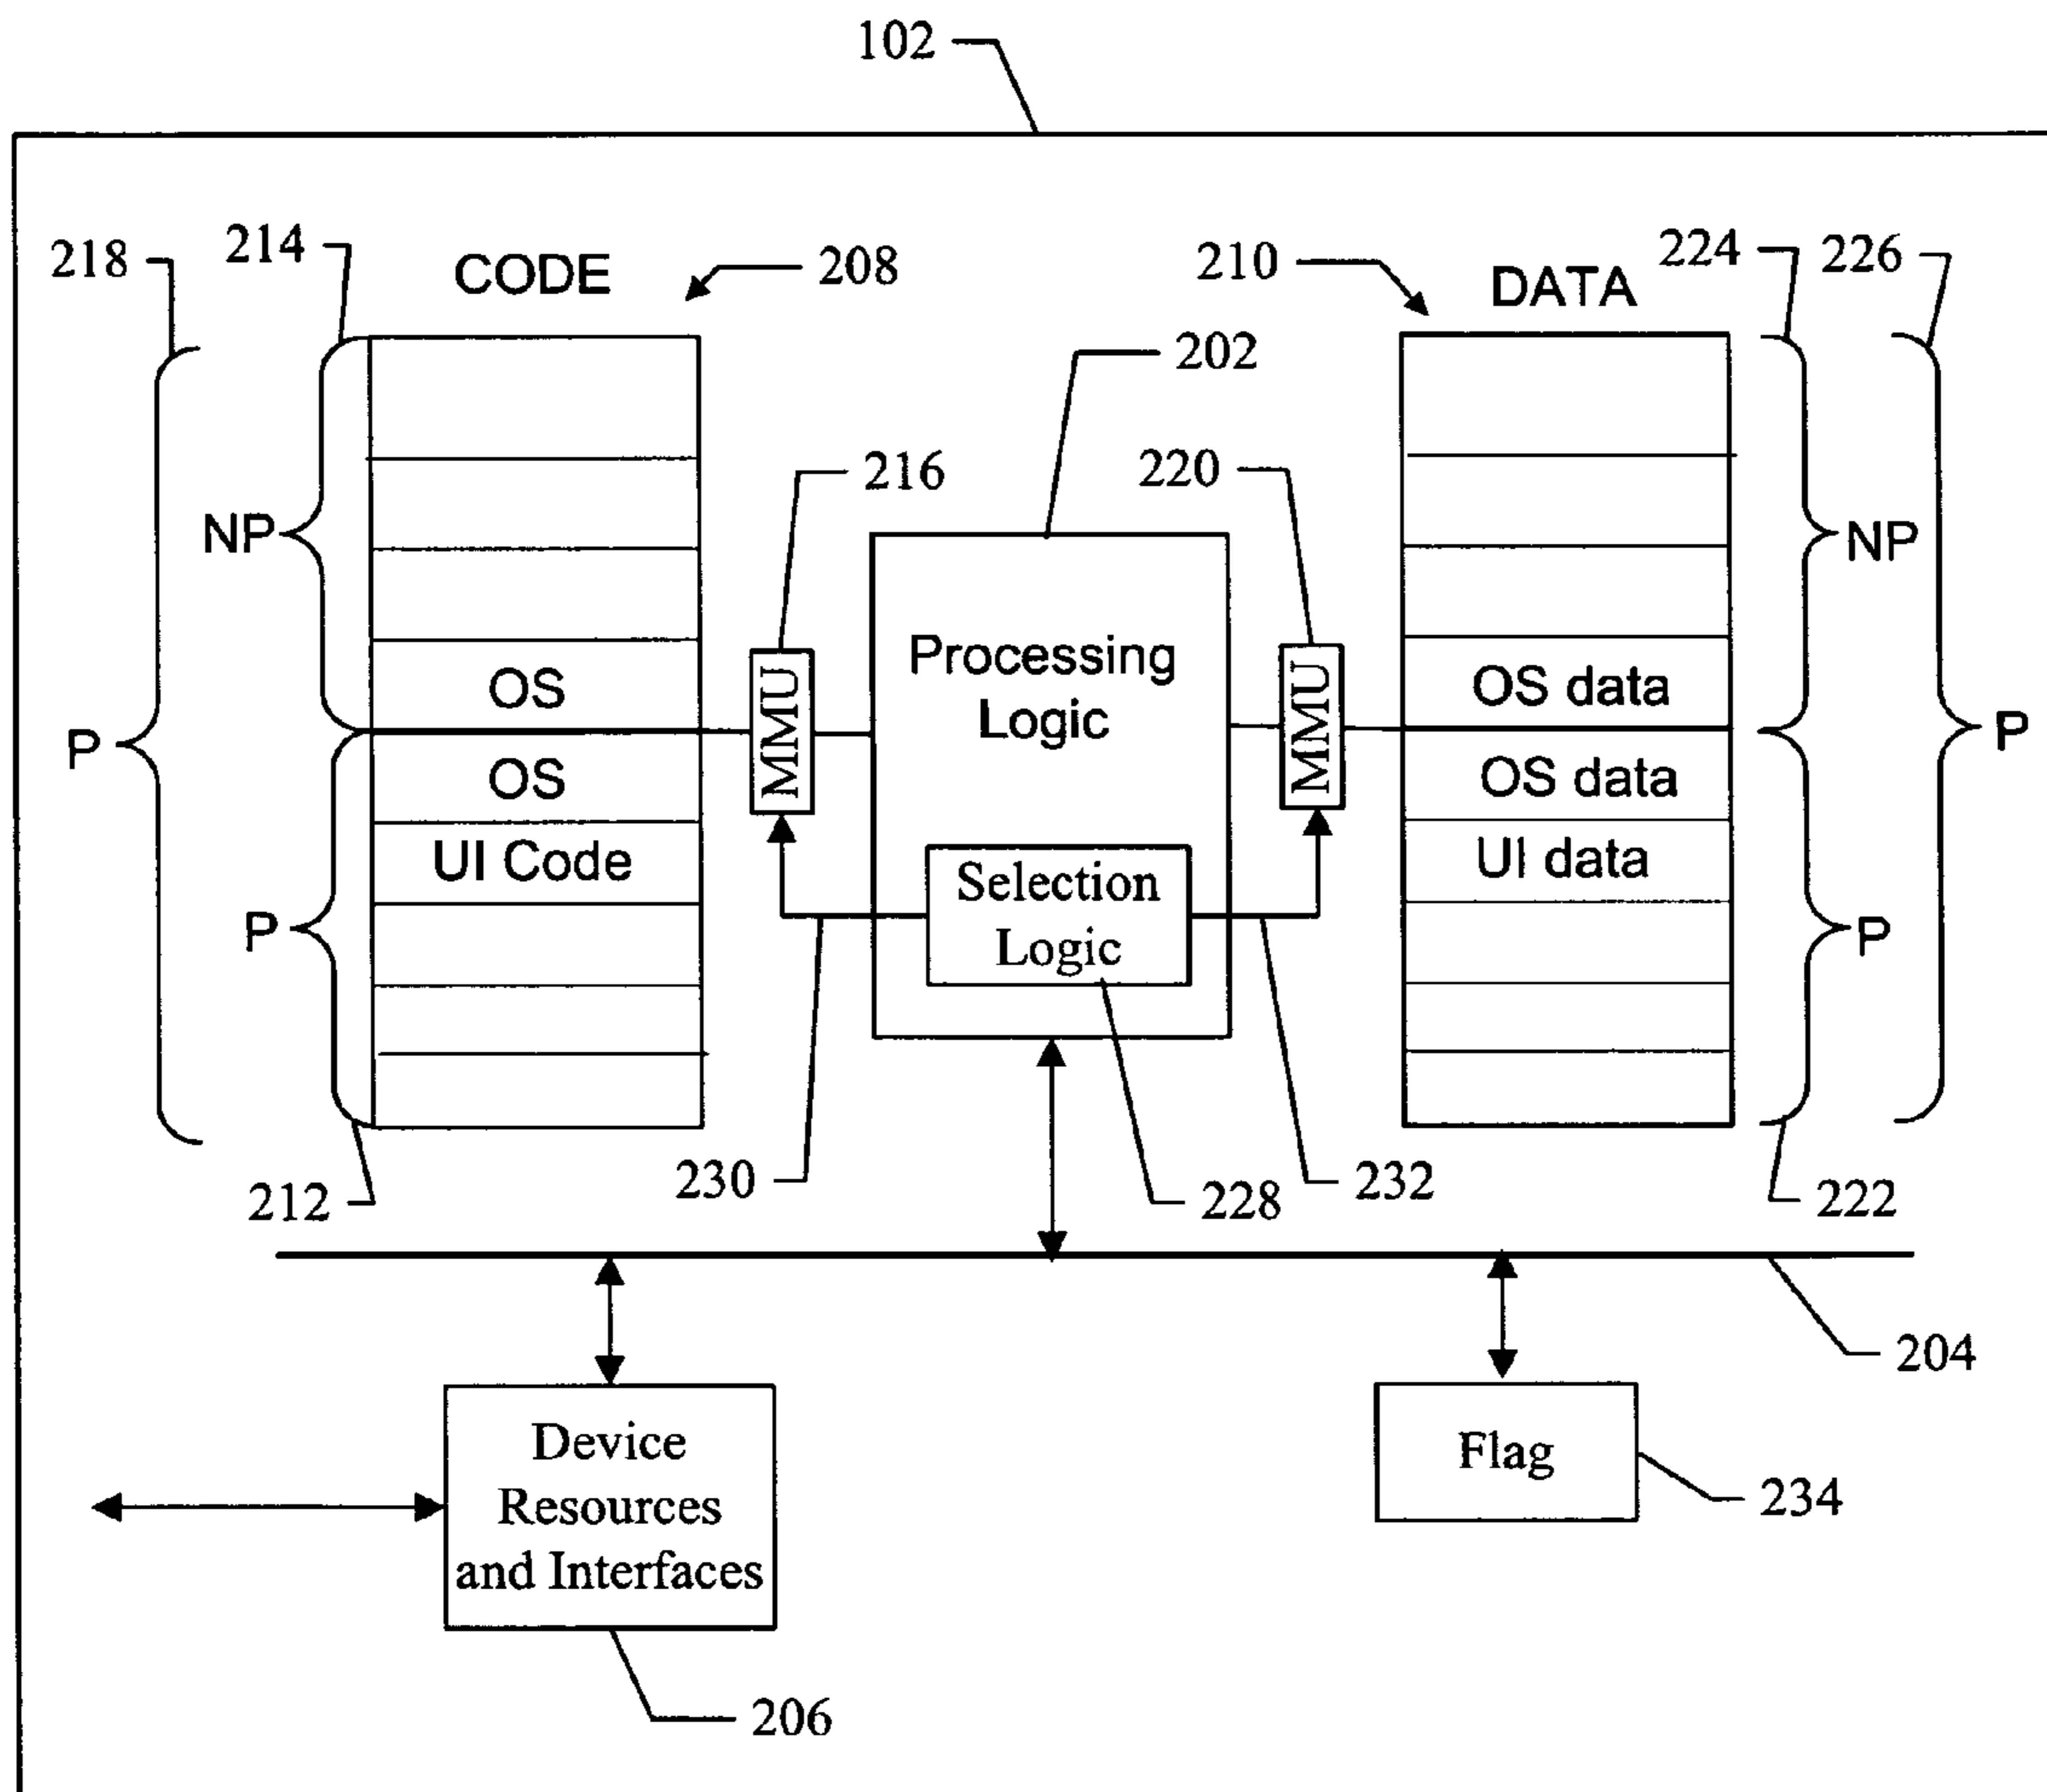 102
218
214
CODE
208
210
DATA
224
226
202
216
220
NP
NP
OS
MMU
Processing
Logic
MMU
OS data
P
P
OS
OS data
UI Code
UI data
Selection
Logic
P
P
212
230
228
232
222
204
Device
Resources
and Interfaces
Flag
234
206